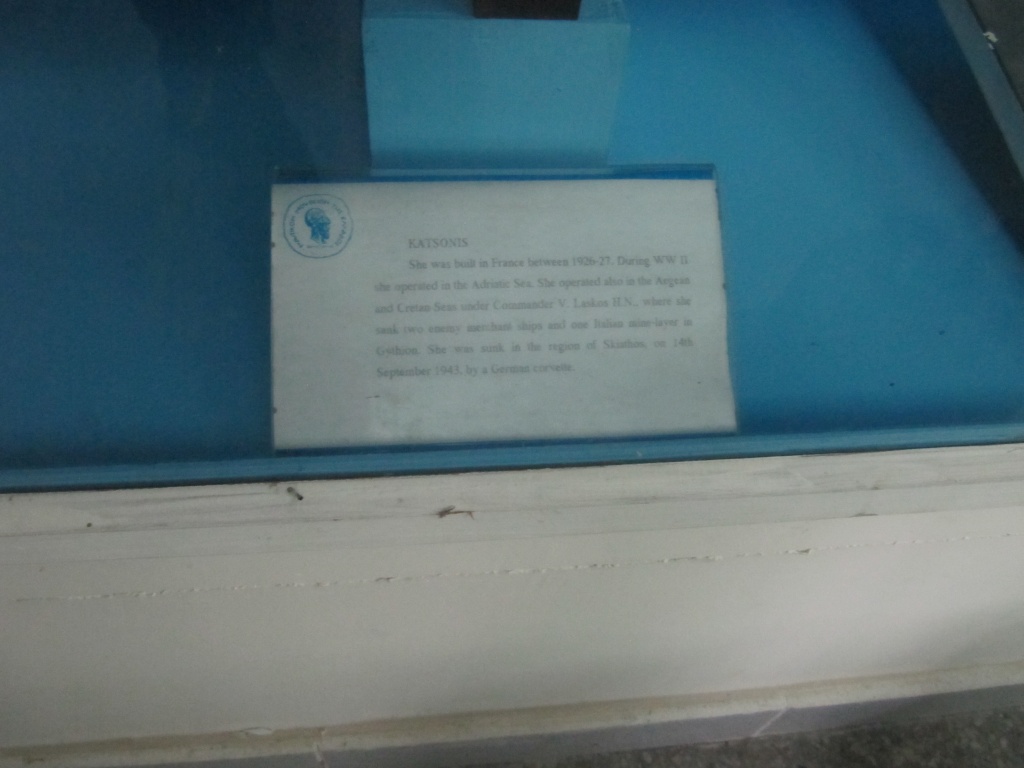 KATSONIS
She was built in France between 1926-27. During WW II
she operated in the Adriatic Sea. She operated also in the Aegean
and Cretan Seas under Commander V. Laskos H.N., where she
sank two enemy merchant ships and one Italian mine-layer in
Gythion. She was sunk in the region of Skiathos, on 14th
September 1943, by a German corvette.